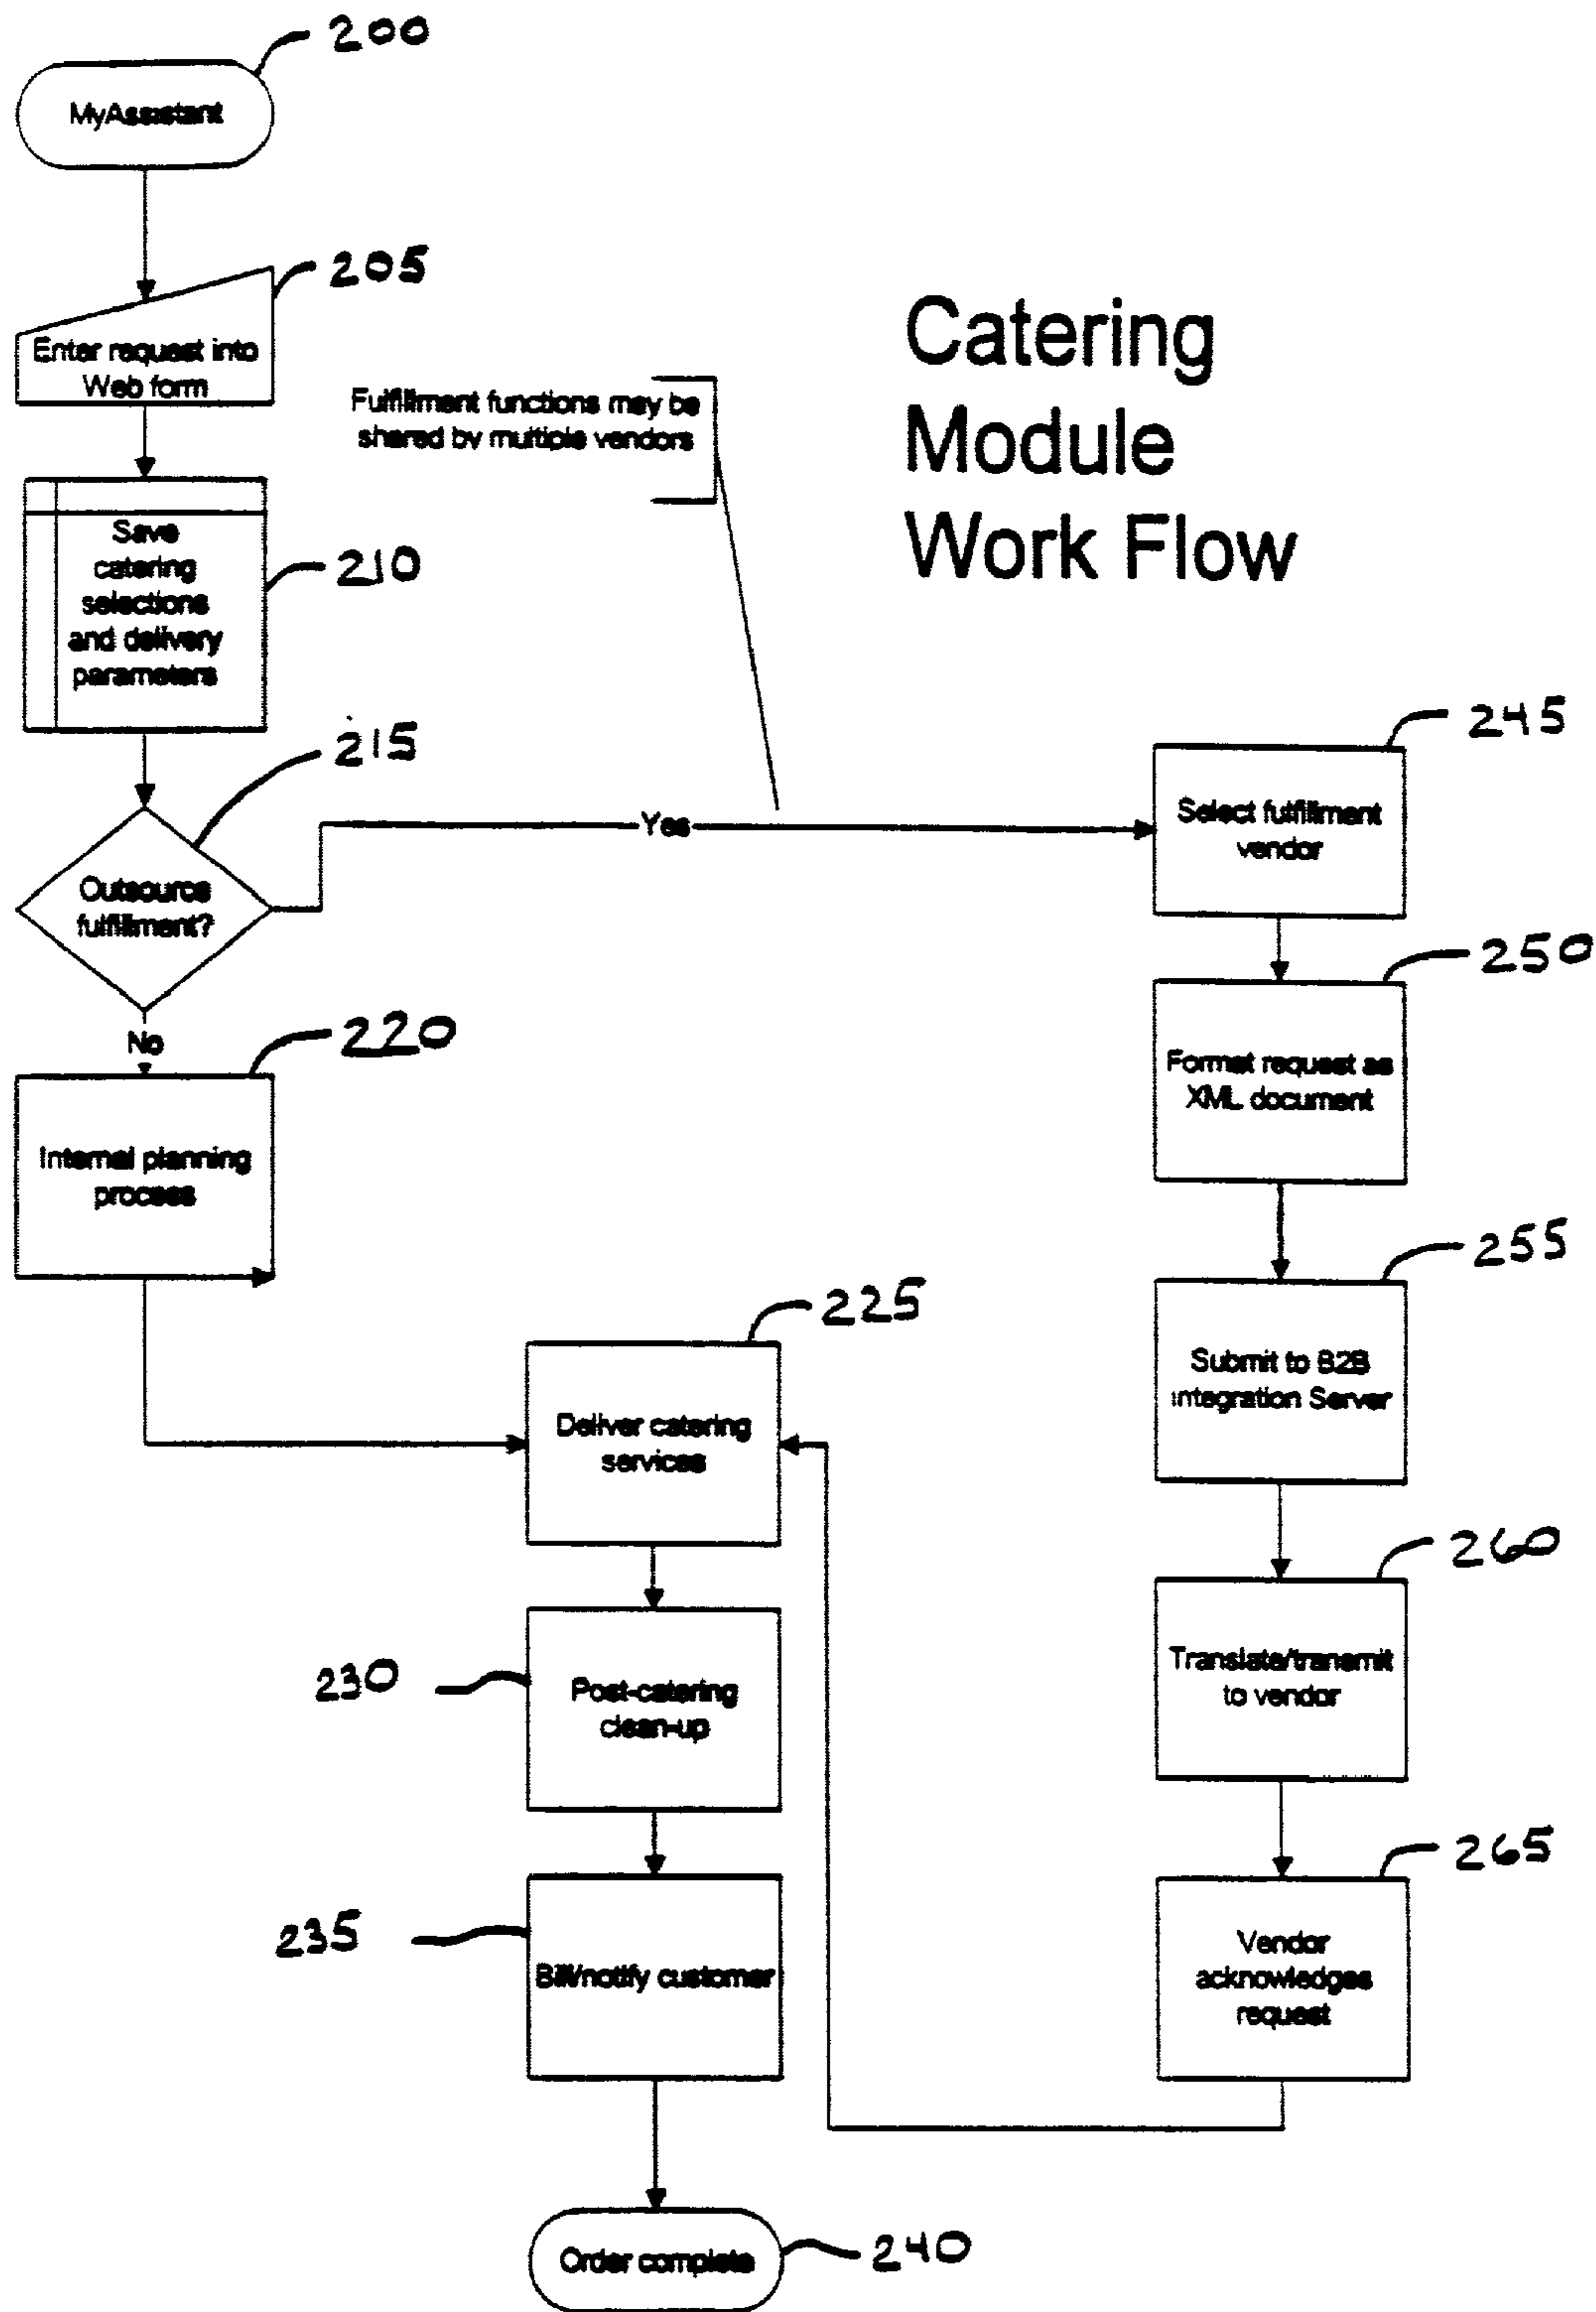 200
MyAssistant
205
Enter request into
Web form
Fulfillment functions may be
shared by multiple vendors
Catering
Module
Work Flow
Save
catering
selections
and delivery
parameters
210
215
Outsource
fulfillment?
Yes
No
245
Select fulfillment
vendor
250
Format request as
XML document
220
Internal planning
process
255
Submit to B2B
Integration Server
225
Deliver catering
services
260
Translate/transmit
to vendor
230
Post-catering
clean-up
265
Vendor
acknowledges
request
235
Bill/notify customer
Order complete
240